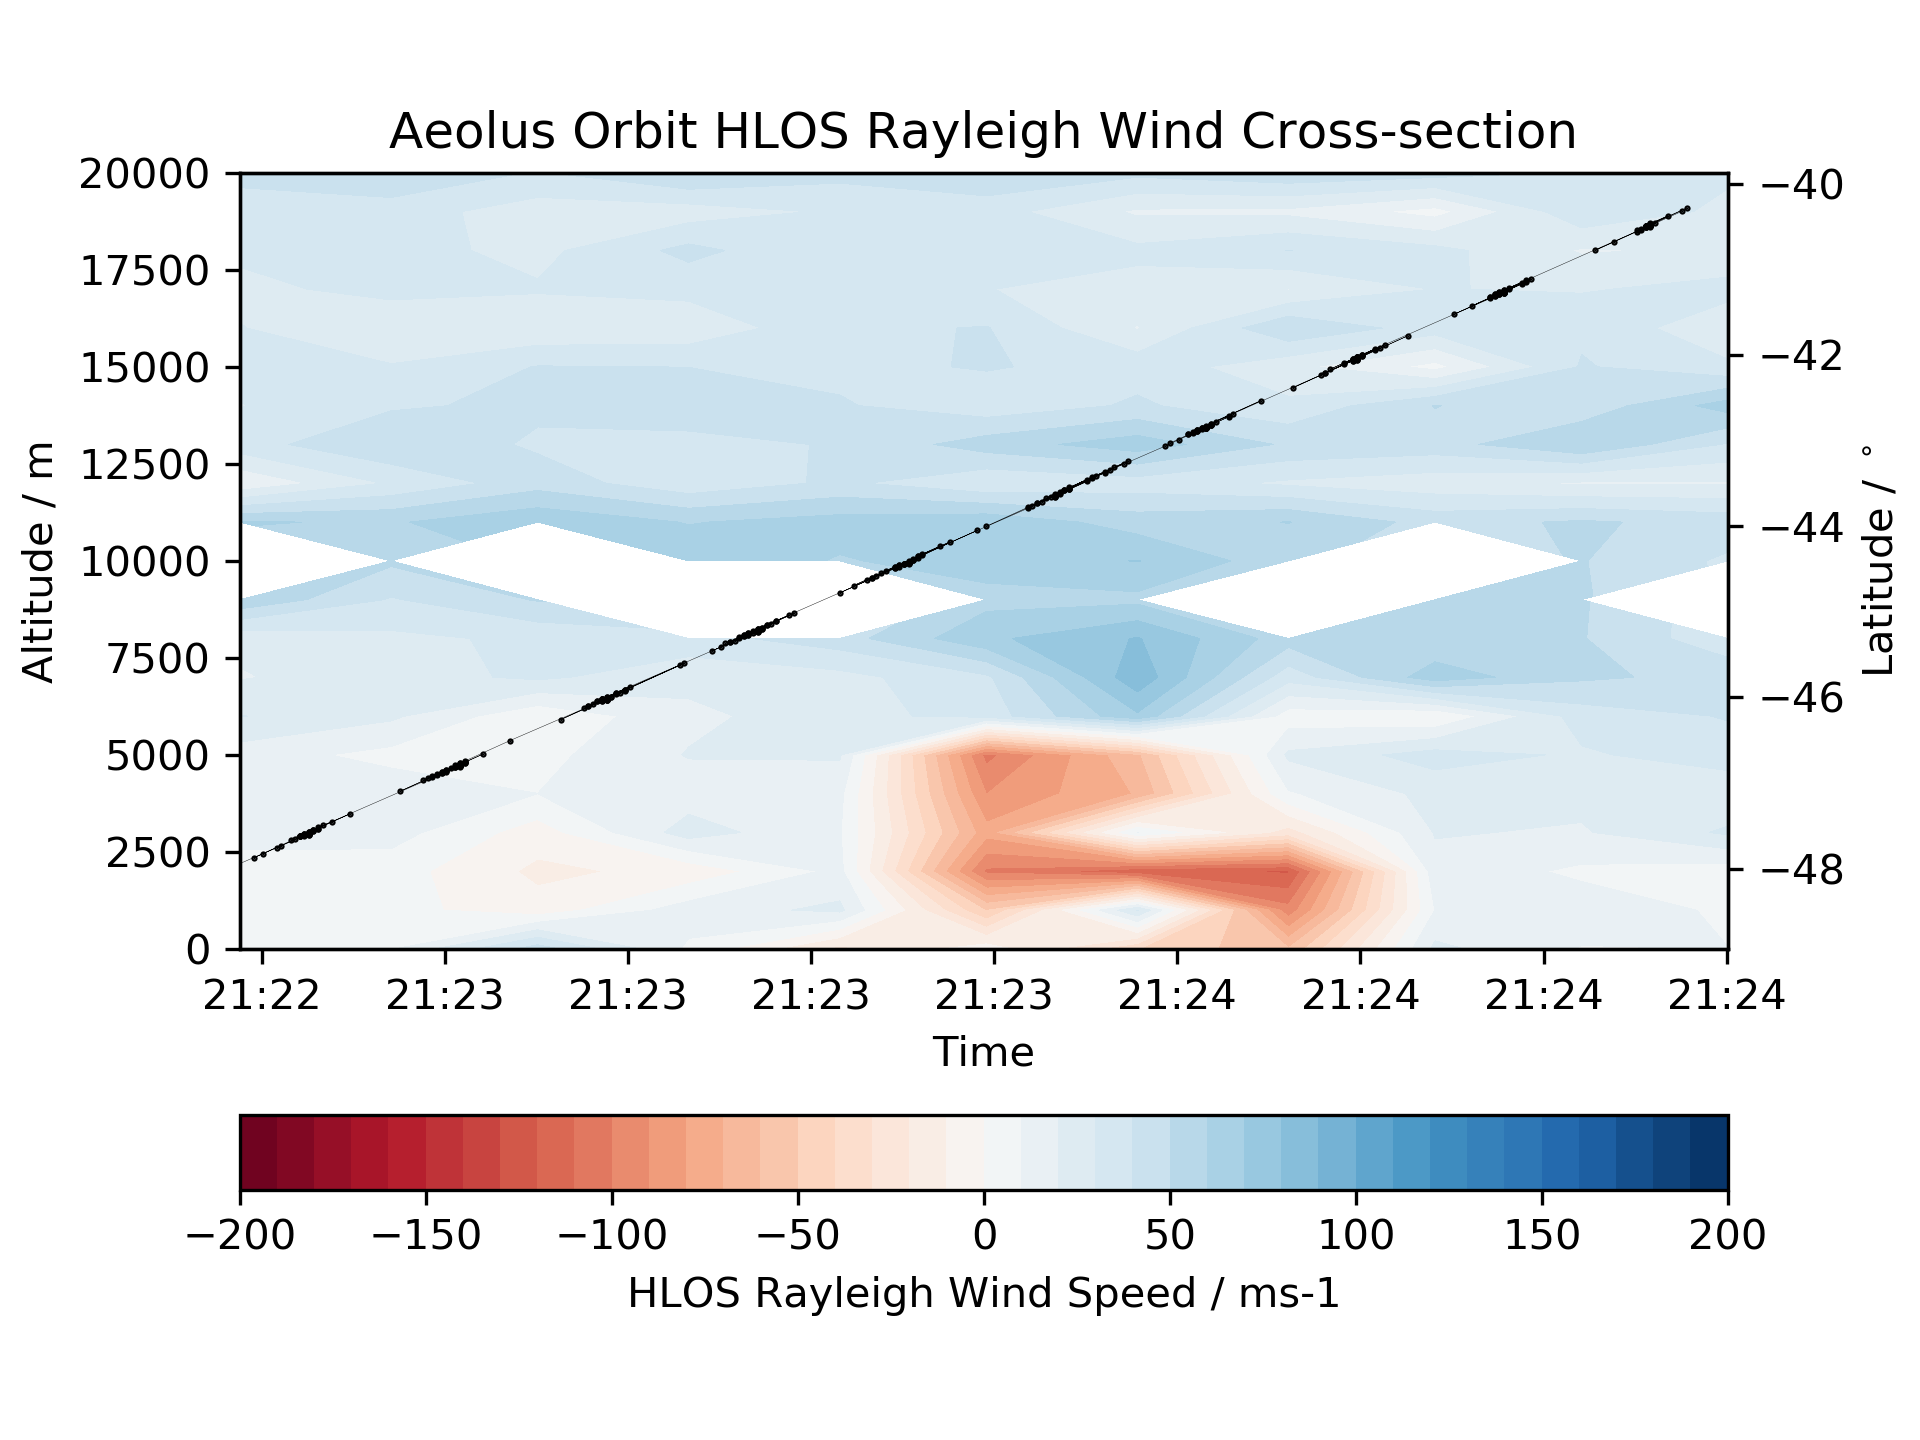 Aeolus Orbit HLOS Rayleigh Wind Cross-section
20000
17500
15000
12500
10000
7500
5000
2500
0
Altitude / m
−40
−42
−44
−46
−48
Latitude / °
21:22 21:23 21:23 21:23 21:23 21:24 21:24 21:24 21:24
Time
−200 −150 −100 −50 0 50 100 150 200
HLOS Rayleigh Wind Speed / ms-1